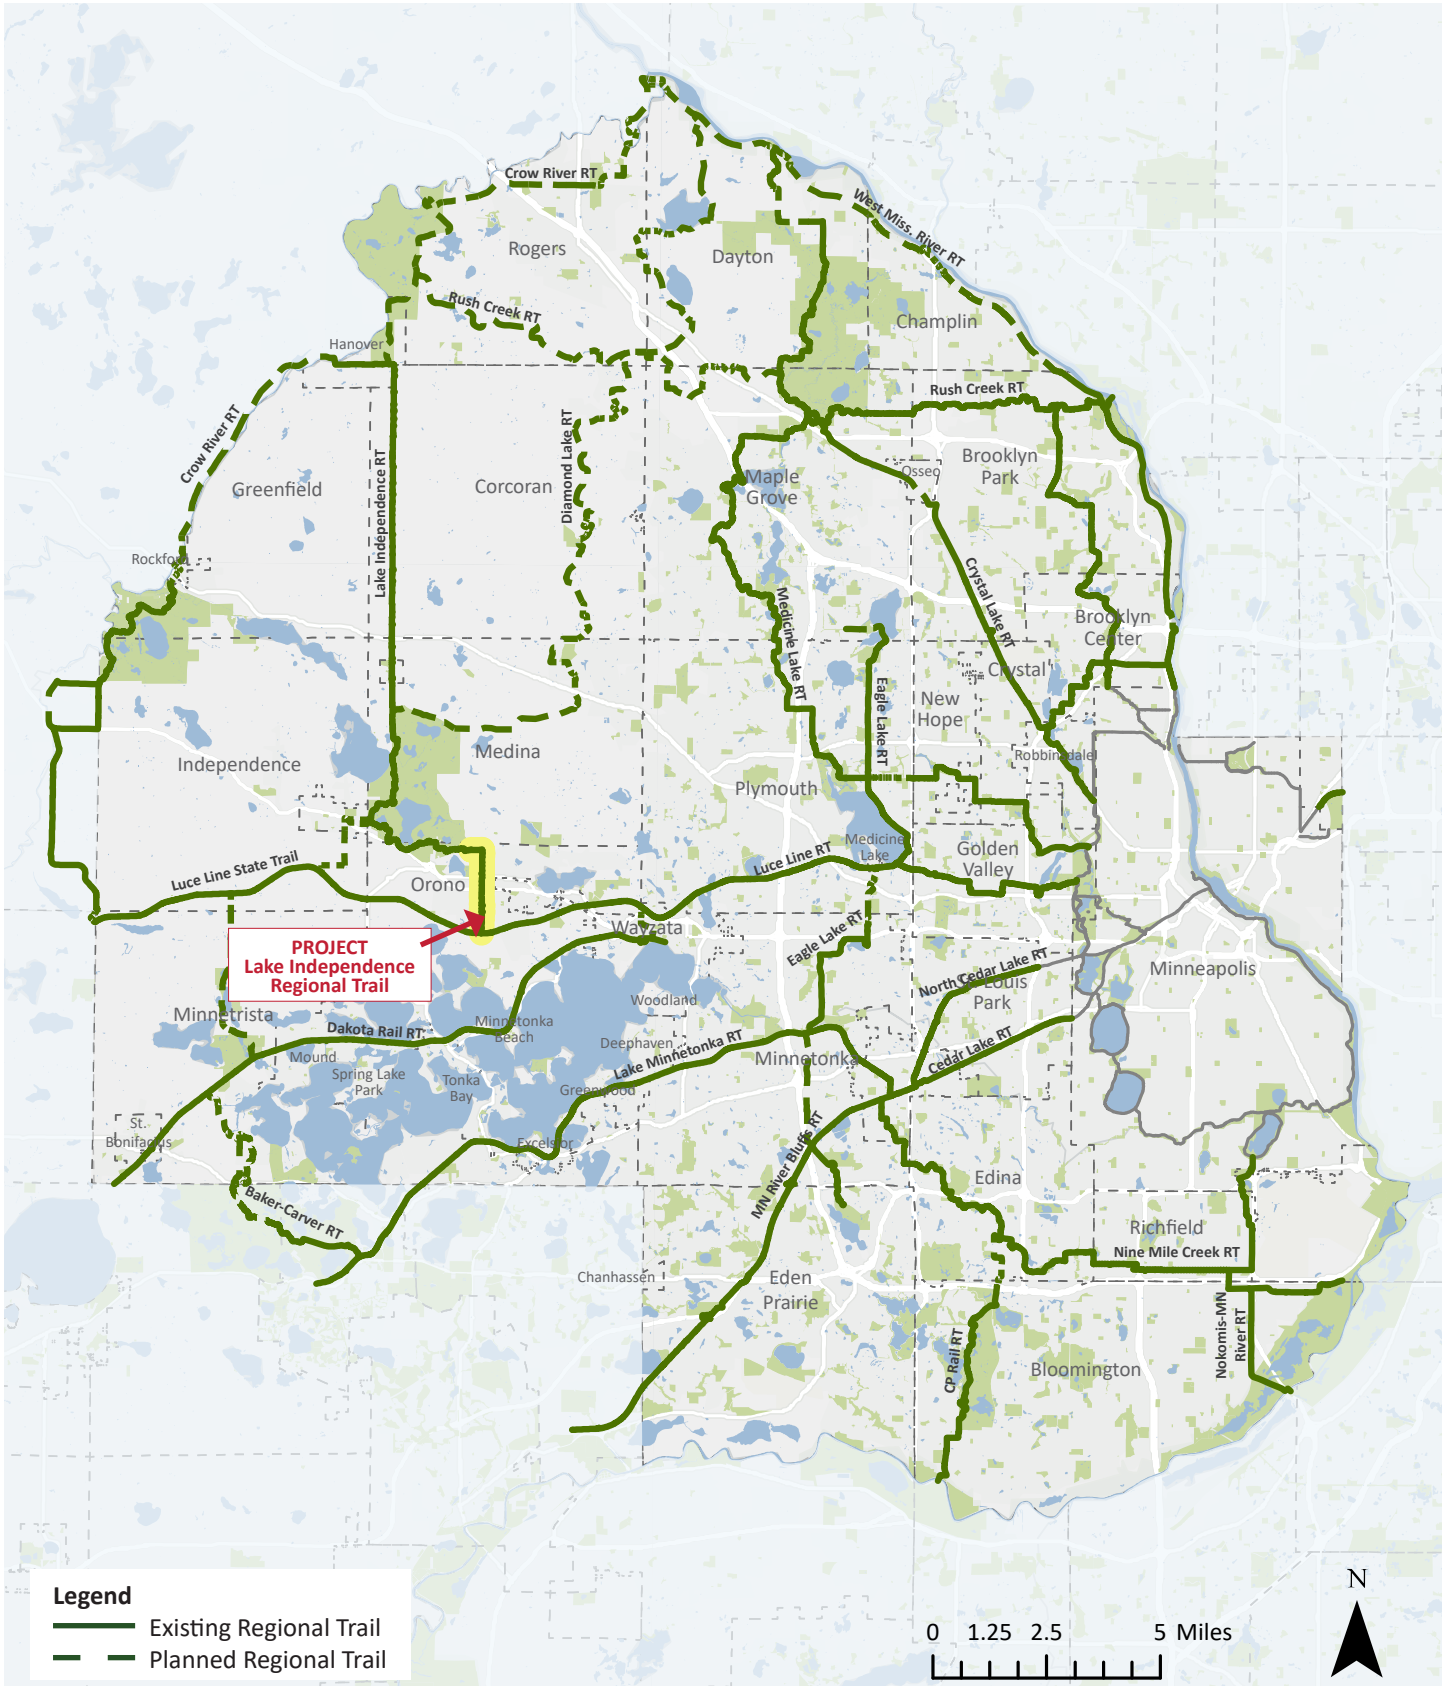 Crow River RT
West Miss. River RT
Rogers
Dayton
Rush Creek RT
Champlin
Hanover
Rush Creek RT
Crow River RT
Diamond Lake RT
Lake Independence RT
Greenfield
Corcoran
Maple
Grove
Osseo
Brooklyn
Park
Rockford
Crystal Lake RT
Medicine Lake RT
Brooklyn
Center
Crystal
Eagle Lake RT
New
Hope
Independence
Medina
Plymouth
Robbinsdale
Medicine
Lake
Golden
Valley
Luce Line State Trail
Luce Line RT
Orono
Wayzata
Eagle Lake RT
PROJECT
Lake Independence
Regional Trail
North Cedar Lake RT
Louis
Park
Minneapolis
Woodland
Minnetrista
Minnetonka
Beach
Dakota Rail RT
Deephaven
Lake Minnetonka RT
Minnetonka
Cedar Lake RT
Mound
Spring Lake
Park
Tonka
Bay
Greenwood
St.
Bonifacius
Excelsior
MN River Bluffs RT
Edina
Baker-Carver RT
Richfield
Nine Mile Creek RT
Chanhassen
Eden
Prairie
CP Rail RT
Nokomis-MN
River RT
Bloomington
Legend
Existing Regional Trail
Planned Regional Trail
0 1.25 2.5 5 Miles
N